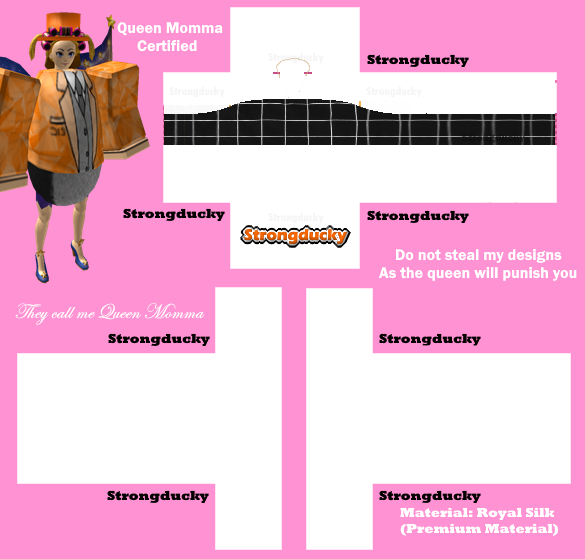 Queen Momma
Certified
Strongducky
Strongducky
Strongducky
Strongducky
Strongducky
Strongducky
Strongducky
Strongducky
Do not steal my designs
As the queen will punish you
They call me Queen Momma
Strongducky
Strongducky
Strongducky
Strongducky
Material: Royal Silk
(Premium Material)